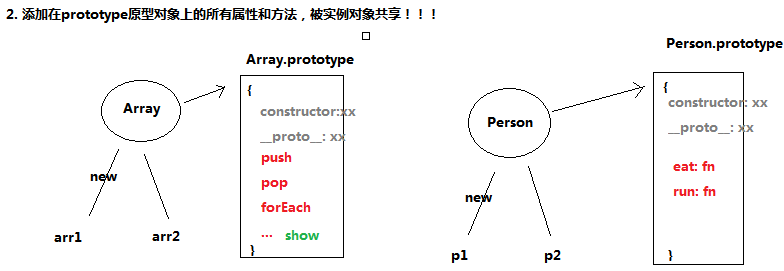 2. 添加在prototype原型对象上的所有属性和方法，被实例对象共享！！！
Array.prototype
Array
{
constructor:xx
__proto__: xx
push
pop
forEach
... show
}
new
arr1
arr2
Person.prototype
Person
{
constructor: xx
__proto__: xx
eat: fn
run: fn
}
new
p1
p2